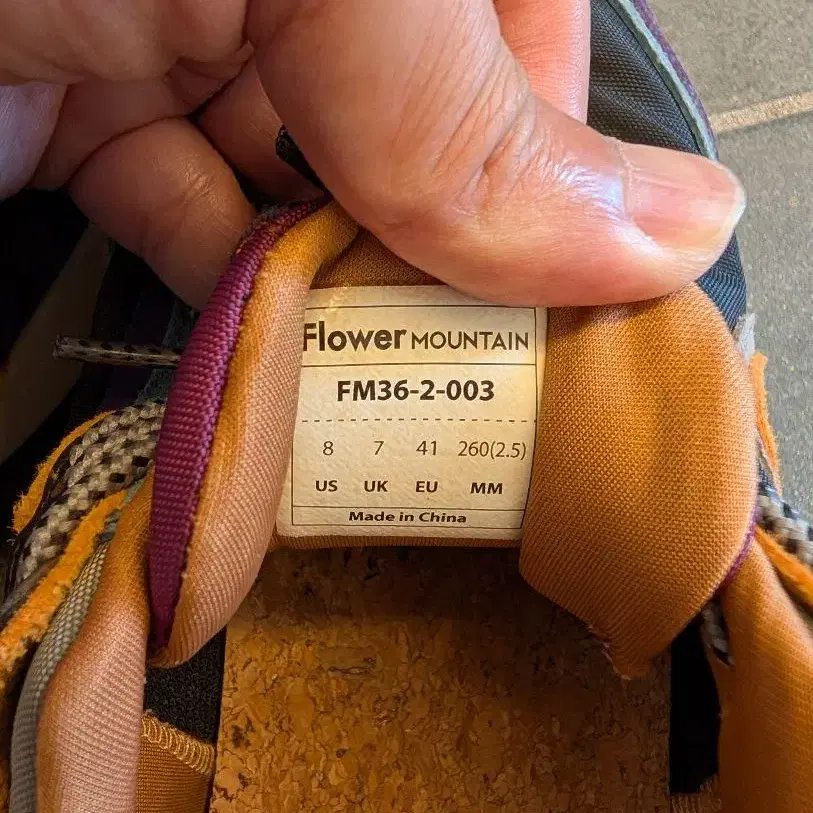 Flower MOUNTAIN
FM36-2-003
8 7 41 260(2.5)
US UK EU MM
Made in China